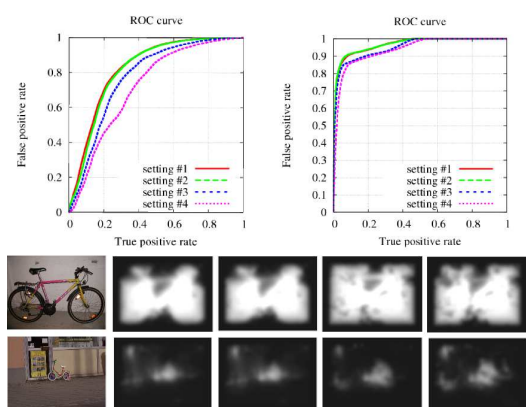 ROC curve
False positive rate
1
0.8
0.6
0.4
0.2
0
0 0.2 0.4 0.6 0.8 1
setting #1
setting #2
setting #3
setting #4
True positive rate
ROC curve
False positive rate
1
0.9
0.8
0.7
0.6
0.5
0.4
0.3
0.2
0.1
0
0 0.2 0.4 0.6 0.8 1
setting #1
setting #2
setting #3
setting #4
True positive rate